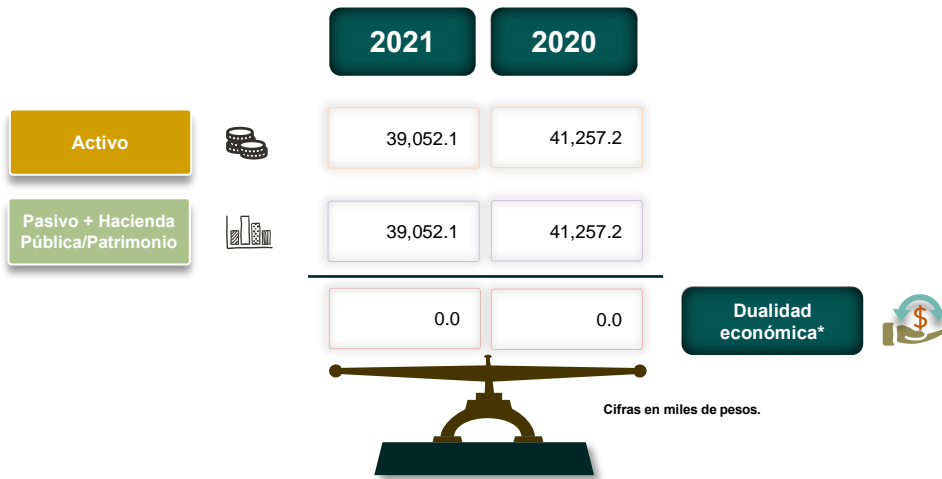 2021 2020
Activo 39,052.1 41,257.2
Pasivo + Hacienda
Pública/Patrimonio 39,052.1 41,257.2
0.0 0.0 Dualidad
económica*
$
Cifras en miles de pesos.